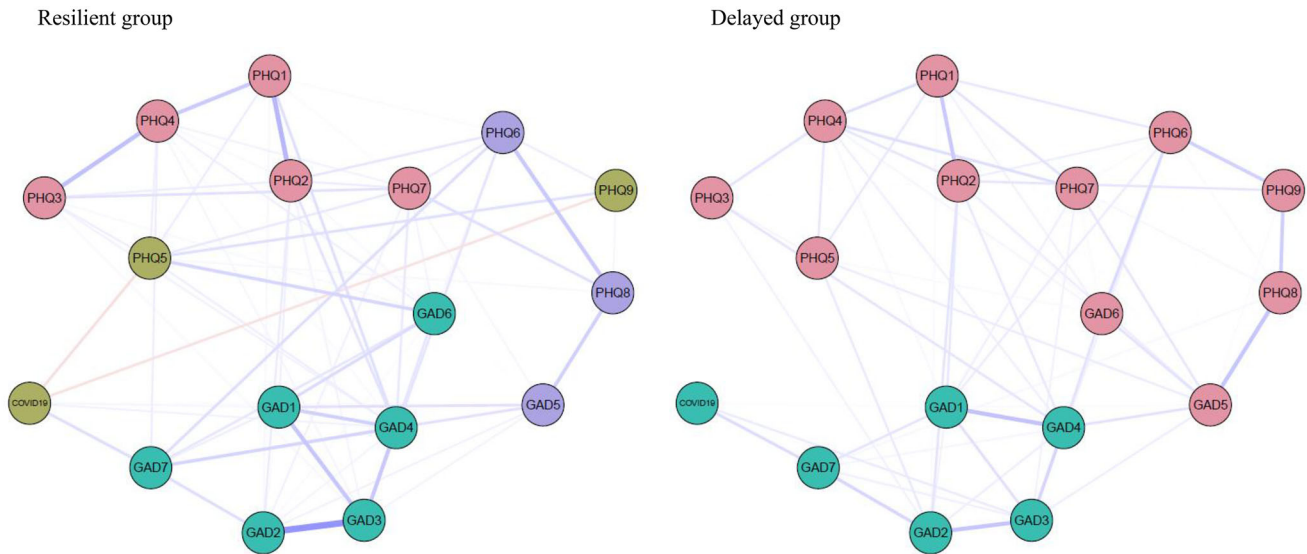 Resilient group
Delayed group
PHQ1
PHQ4
PHQ6
PHQ2
PHQ7
PHQ9
PHQ3
PHQ5
PHQ8
GAD6
COVID19
GAD1
GAD5
GAD4
GAD7
GAD3
GAD2
PHQ1
PHQ4
PHQ6
PHQ2
PHQ7
PHQ9
PHQ3
PHQ5
PHQ8
GAD6
COVID19
GAD1
GAD5
GAD4
GAD7
GAD3
GAD2